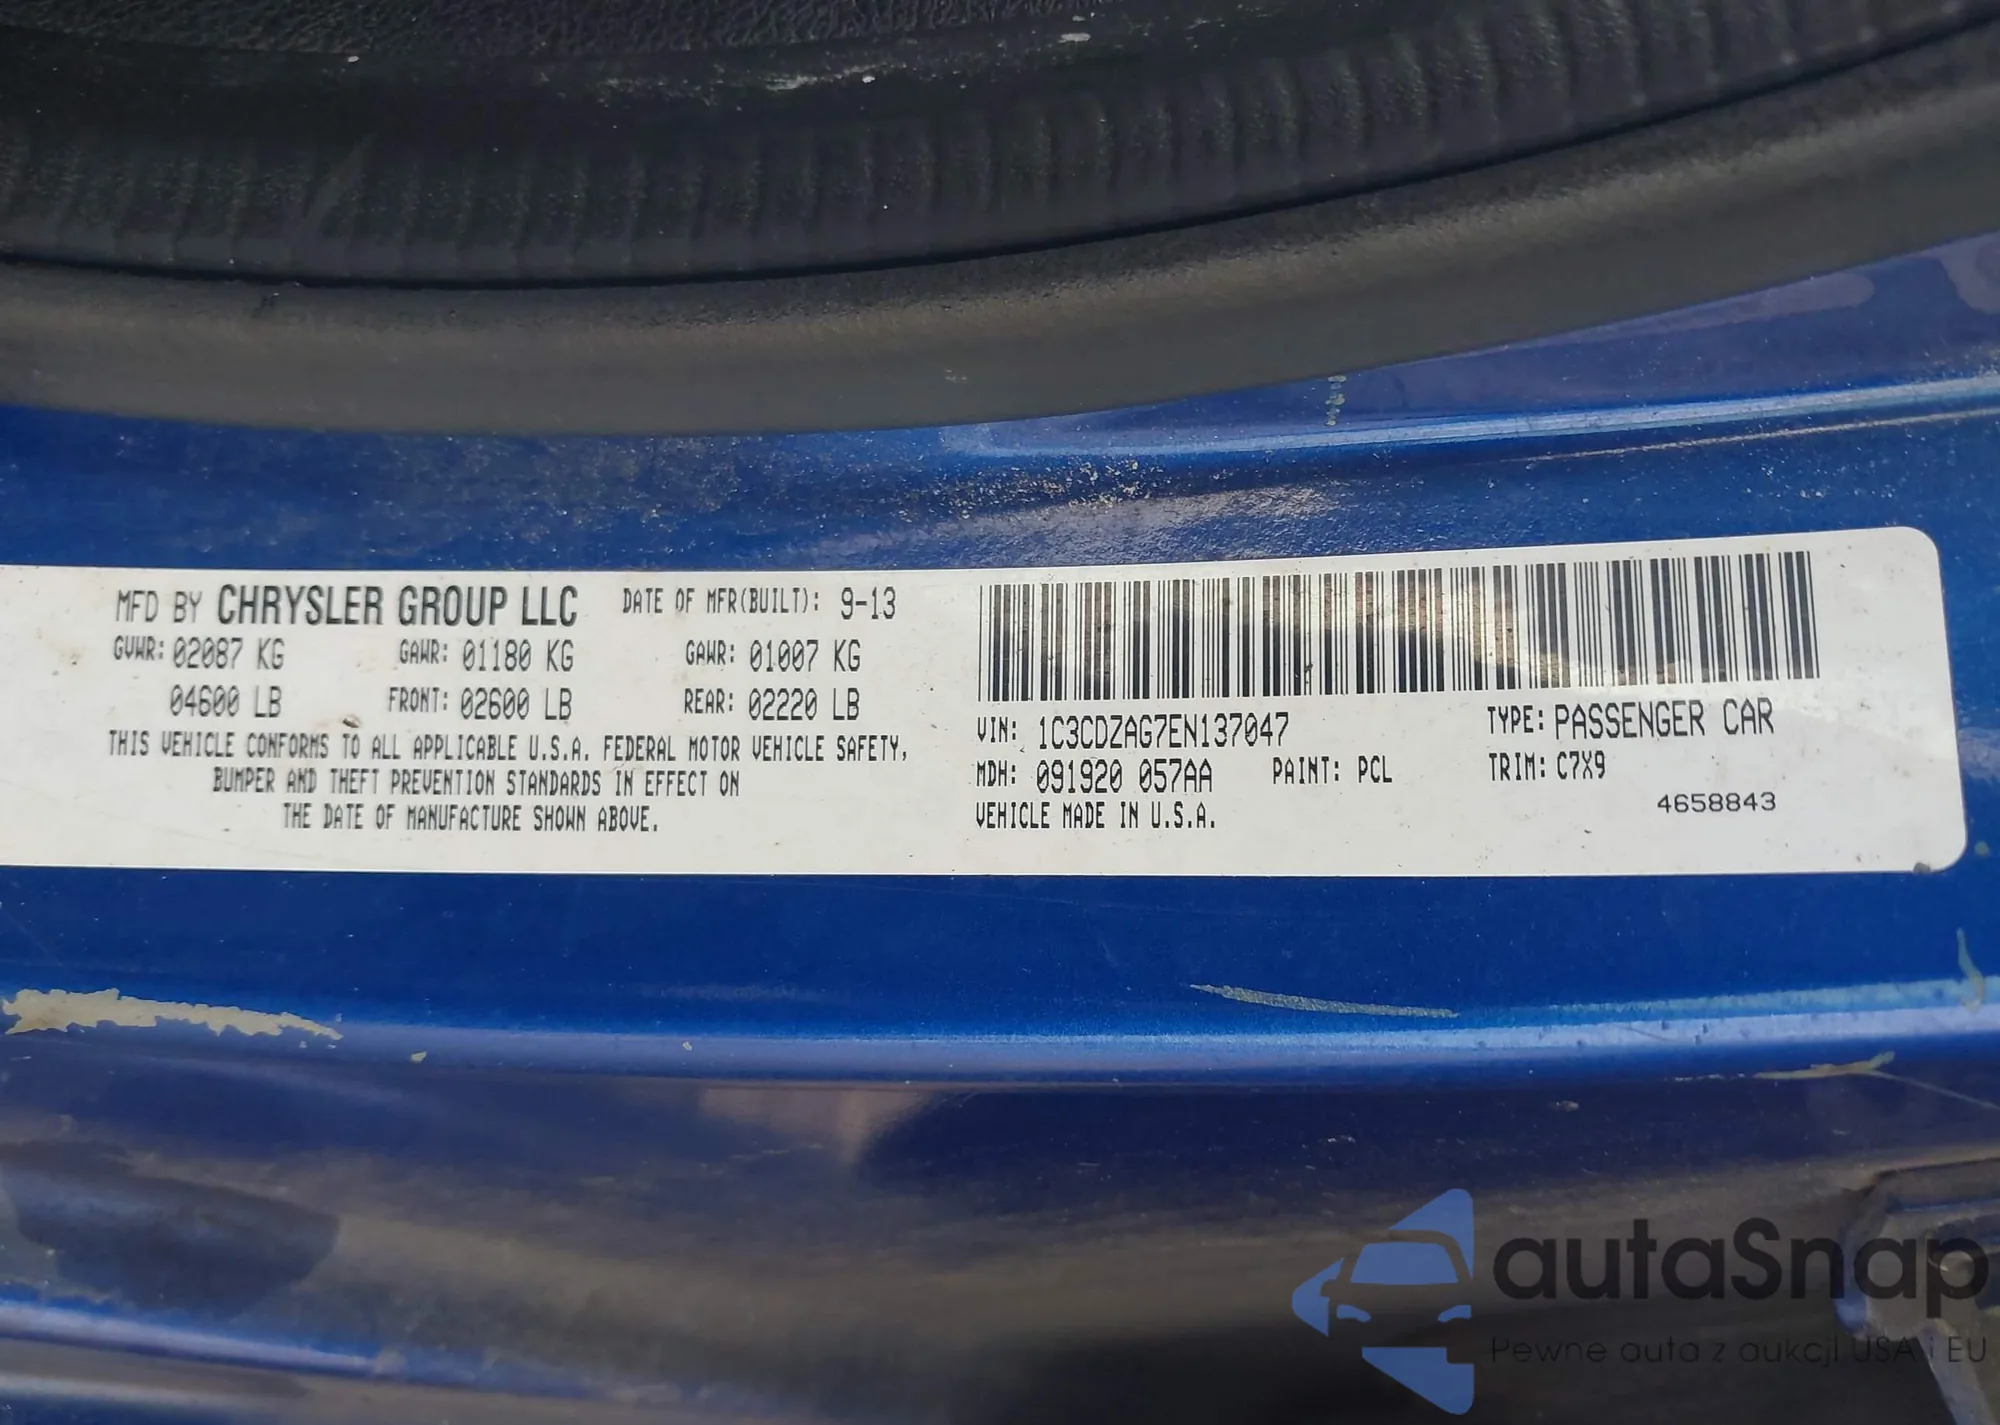 MFD BY CHRYSLER GROUP LLC DATE OF MFR(BUILT): 9-13
GVWR: 02087 KG GAWR: 01180 KG GAWR: 01007 KG
04600 LB FRONT: 02600 LB REAR: 02220 LB
THIS VEHICLE CONFORMS TO ALL APPLICABLE U.S.A. FEDERAL MOTOR VEHICLE SAFETY,
BUMPER AND THEFT PREVENTION STANDARDS IN EFFECT ON
THE DATE OF MANUFACTURE SHOWN ABOVE.
VIN: 1C3CDZAG7EN137047 TYPE: PASSENGER CAR
MDH: 091920 057AA PAINT: PCL TRIM: C7X9
VEHICLE MADE IN U.S.A. 4658843
autaSnap
Pewne auta z aukcji USA i EU